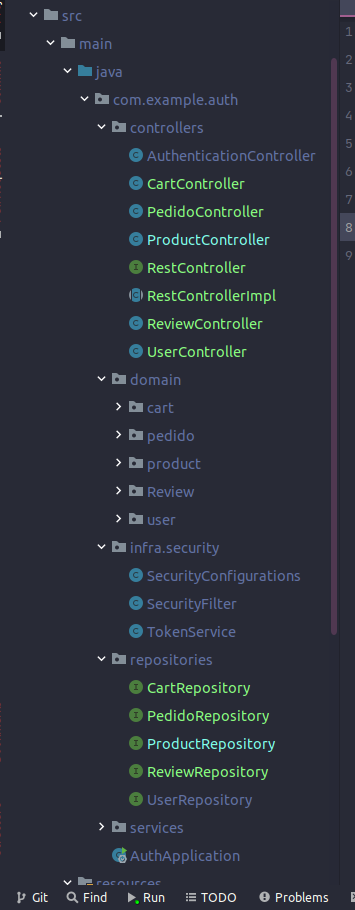 src
main
java
com.example.auth
controllers
AuthenticationController
CartController
PedidoController
ProductController
RestController
RestControllerImpl
ReviewController
UserController
domain
cart
pedido
product
Review
user
infra.security
SecurityConfigurations
SecurityFilter
TokenService
repositories
CartRepository
PedidoRepository
ProductRepository
ReviewRepository
UserRepository
services
AuthApplication
resources
1
2
3
4
5
6
7
8
9
Git Find Run TODO Problems